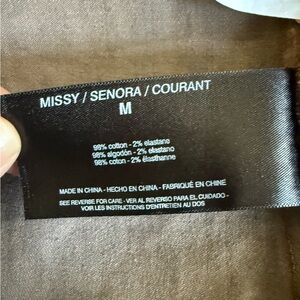 MISSY / SENORA / COURANT
M
98% cotton - 2% elastane
98% algodón - 2% elastano
98% coton - 2% élasthanne
MADE IN CHINA - HECHO EN CHINA - FABRIQUÉ EN CHINE
SEE REVERSE FOR CARE - VER AL REVERSO PARA EL CUIDADO -
VOIR LES INSTRUCTIONS D'ENTRETIEN AU DOS